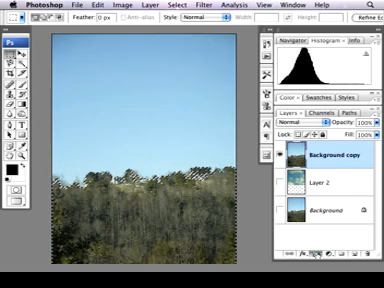 Photoshop File Edit Image Layer Select Filter Analysis View Window Help
Feather: 0 px Anti-alias Style: Normal Width: Height: Refine E
Ps
Navigator Histogram Info
Color Swatches Styles
Layers Channels Paths
Normal Opacity: 100%
Lock: Fill: 100%
Background copy
Layer 2
Background